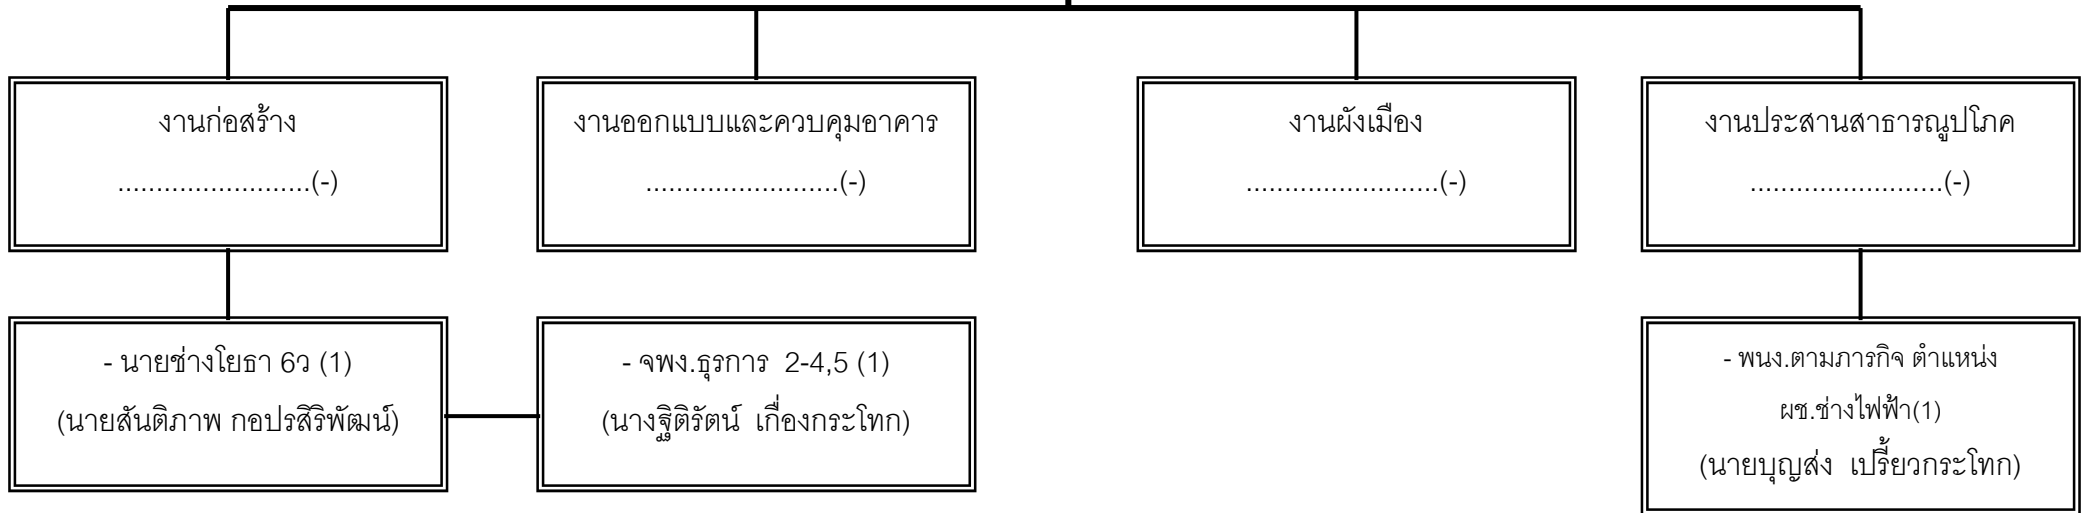 งานก่อสร้าง
.........................(-)
งานออกแบบและควบคุมอาคาร
.........................(-)
งานผังเมือง
.........................(-)
งานประสานสาธารณูปโภค
.........................(-)
- นายช่างโยธา 6ว (1)
(นายสันติภาพ กอปรสิริพัฒน์)
- จพง.ธุรการ 2-4,5 (1)
(นางฐิติรัตน์ เกื่องกระโทก)
- พนง.ตามภารกิจ ตำแหน่ง
ผช.ช่างไฟฟ้า(1)
(นายบุญส่ง เปรี้ยวกระโทก)